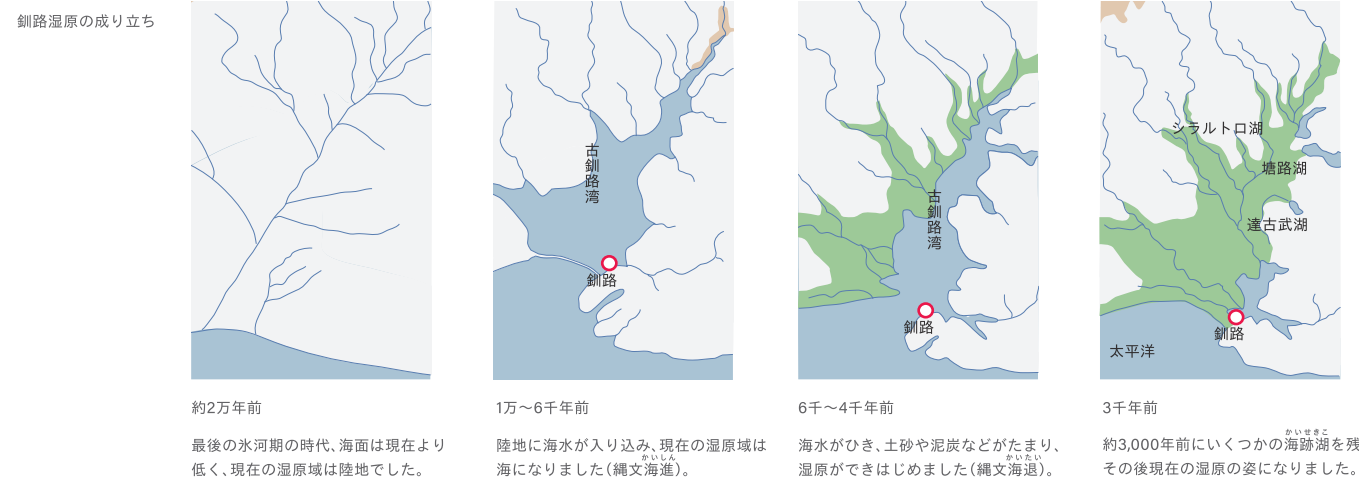 釧路湿原の成り立ち
古釧路湾
釧路
古釧路湾
釧路
シラルトロ湖
塘路湖
達古武湖
釧路
太平洋
約2万年前
最後の氷河期の時代、海面は現在より
低く、現在の湿原域は陸地でした。
1万〜6千年前
陸地に海水が入り込み、現在の湿原域は
かいしん
海になりました（縄文海進）。
6千〜4千年前
海水がひき、土砂や泥炭などがたまり、
かいたい
湿原ができはじめました（縄文海退）。
3千年前
かいせきこ
約3,000年前にいくつかの海跡湖を残
その後現在の湿原の姿になりました。